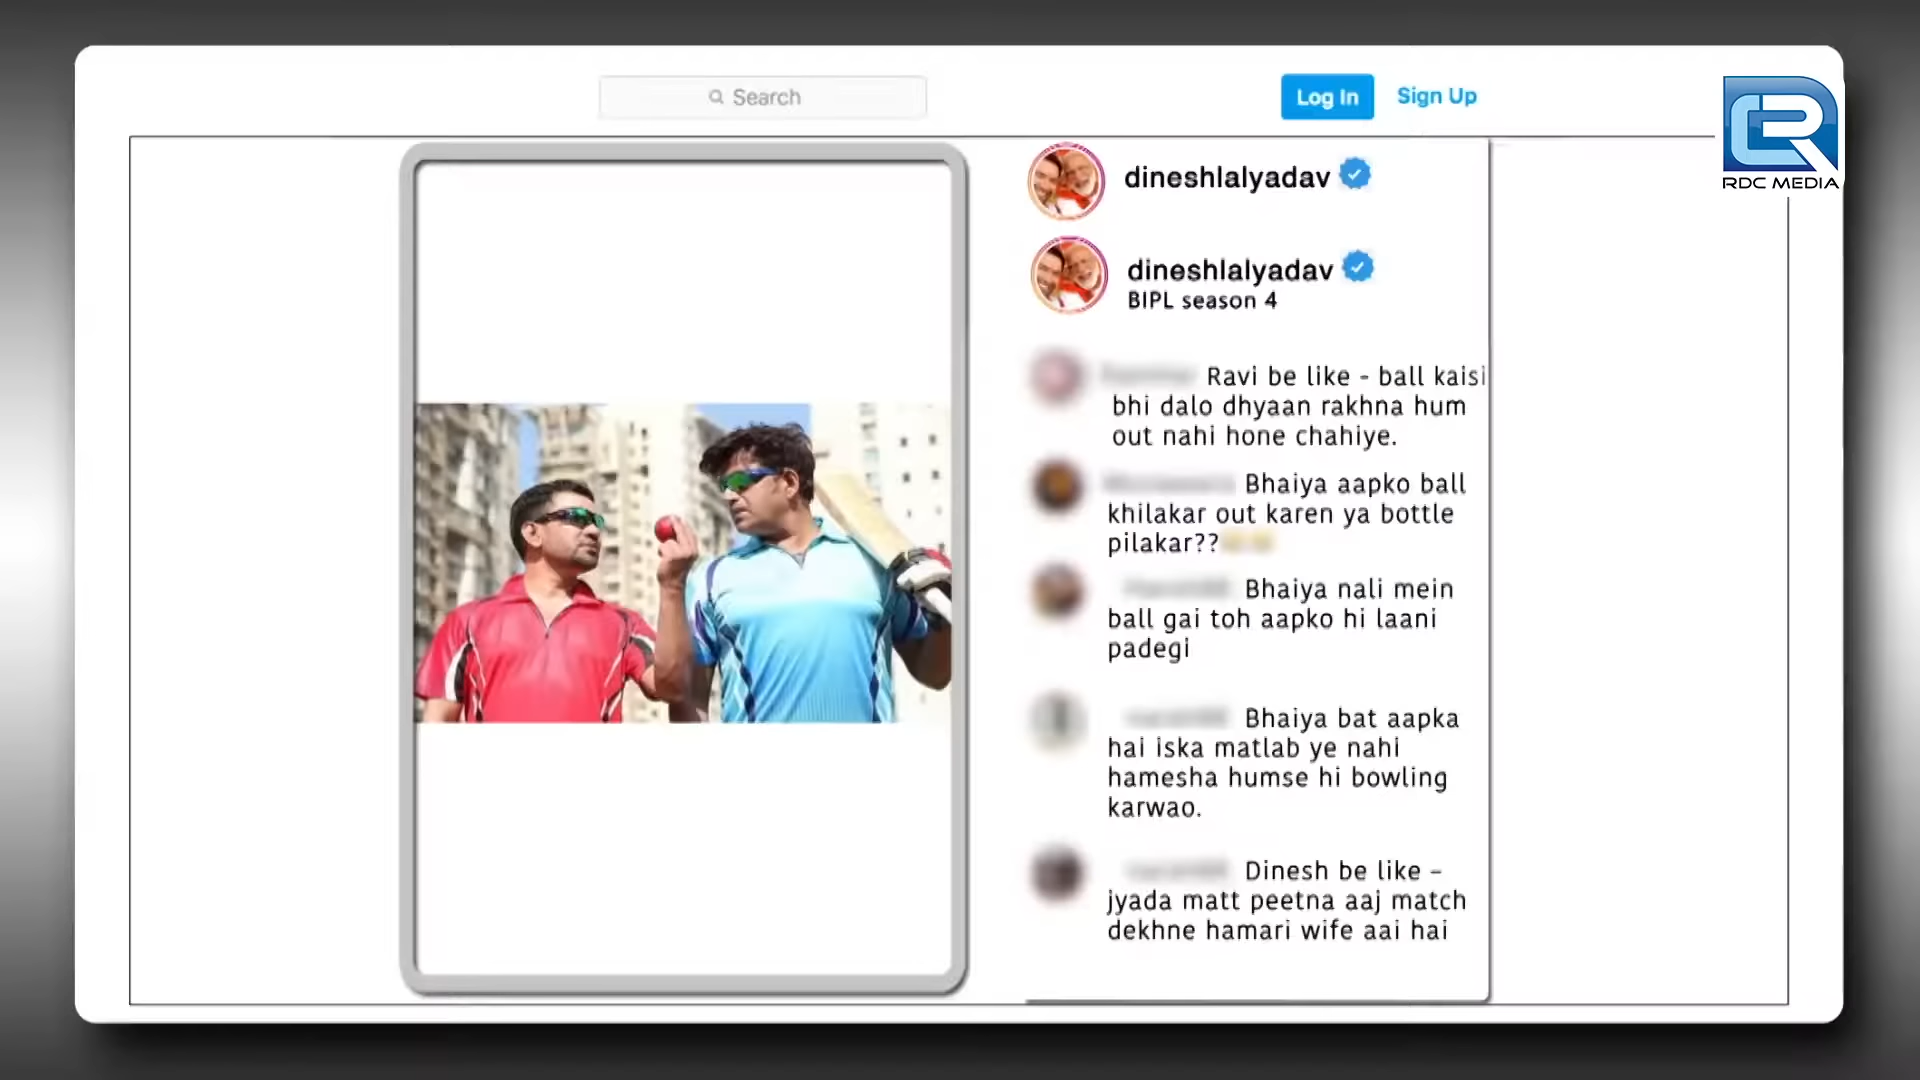 Search
Log In
Sign Up
RDC MEDIA
dineshlalyadav
dineshlalyadav
BIPL season 4
Ravi be like - ball kaisi
bhi dalo dhyaan rakhna hum
out nahi hone chahiye.
Bhaiya aapko ball
khilakar out karen ya bottle
pilakar??
Bhaiya nali mein
ball gai toh aapko hi laani
padegi
Bhaiya bat aapka
hai iska matlab ye nahi
hamesha humse hi bowling
karwao.
Dinesh be like –
jyada matt peetna aaj match
dekhne hamari wife aai hai